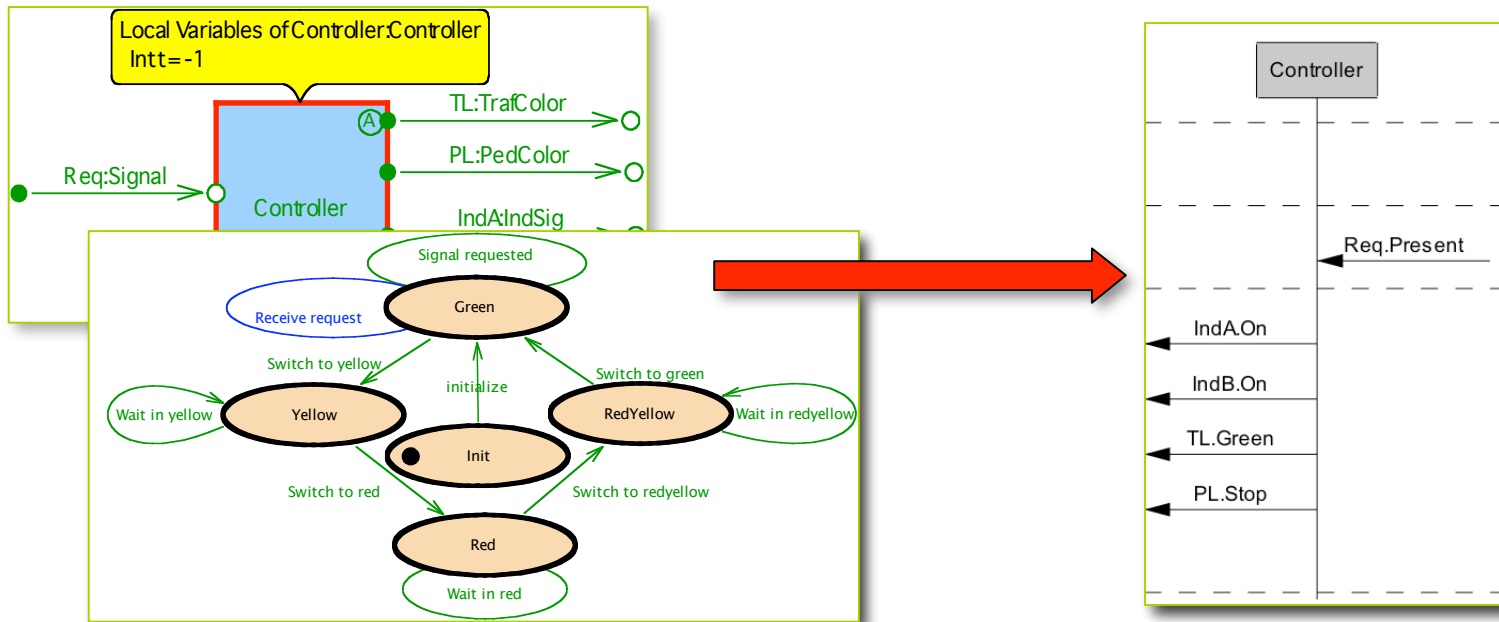 Local Variables of Controller:Controller
Intt=-1
A
TL:TrafColor
PL:PedColor
Req:Signal
Controller
IndA:IndSig
Signal requested
Green
Receive request
Switch to yellow
initialize
Switch to green
Wait in yellow
Yellow
RedYellow
Wait in redyellow
Init
Switch to red
Switch to redyellow
Red
Wait in red
Controller
Req.Present
IndA.On
IndB.On
TL.Green
PL.Stop